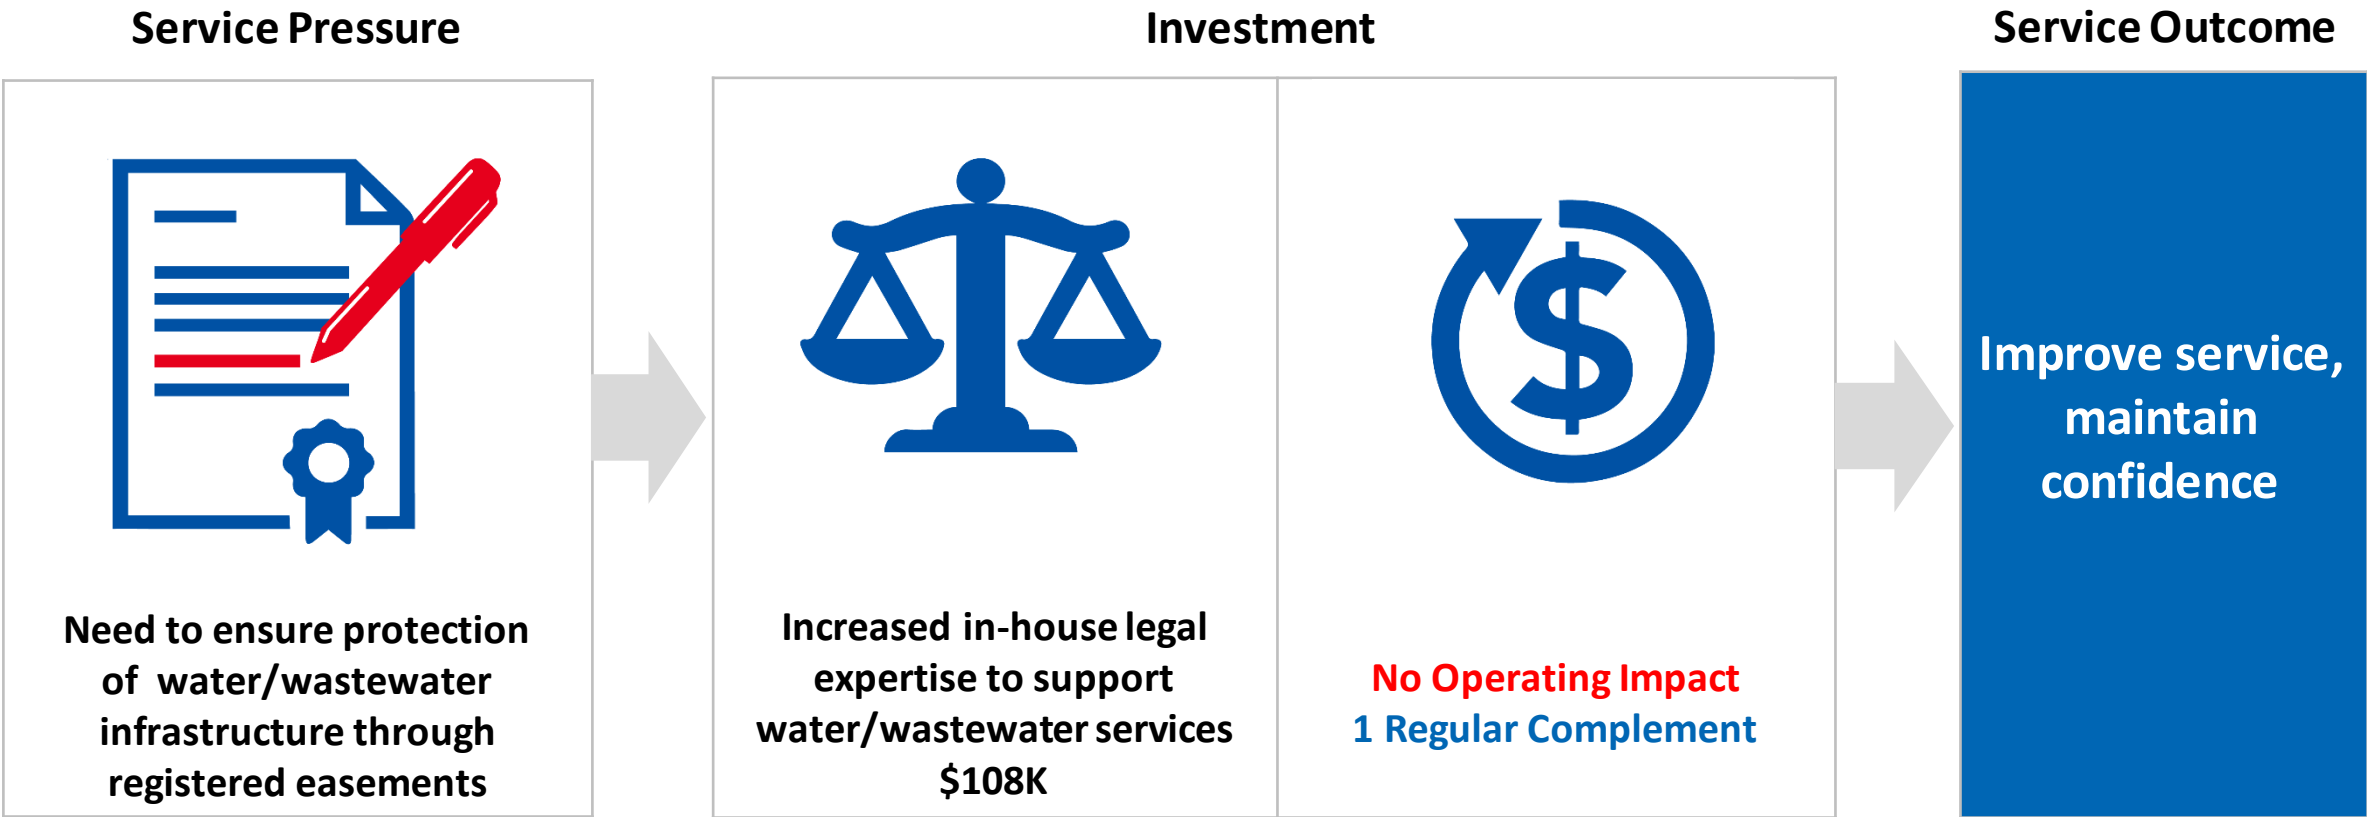 Service Pressure
Investment
Service Outcome
Need to ensure protection
of water/wastewater
infrastructure through
registered easements
Increased in-house legal
expertise to support
water/wastewater services
$108K
No Operating Impact
1 Regular Complement
Improve service,
maintain
confidence